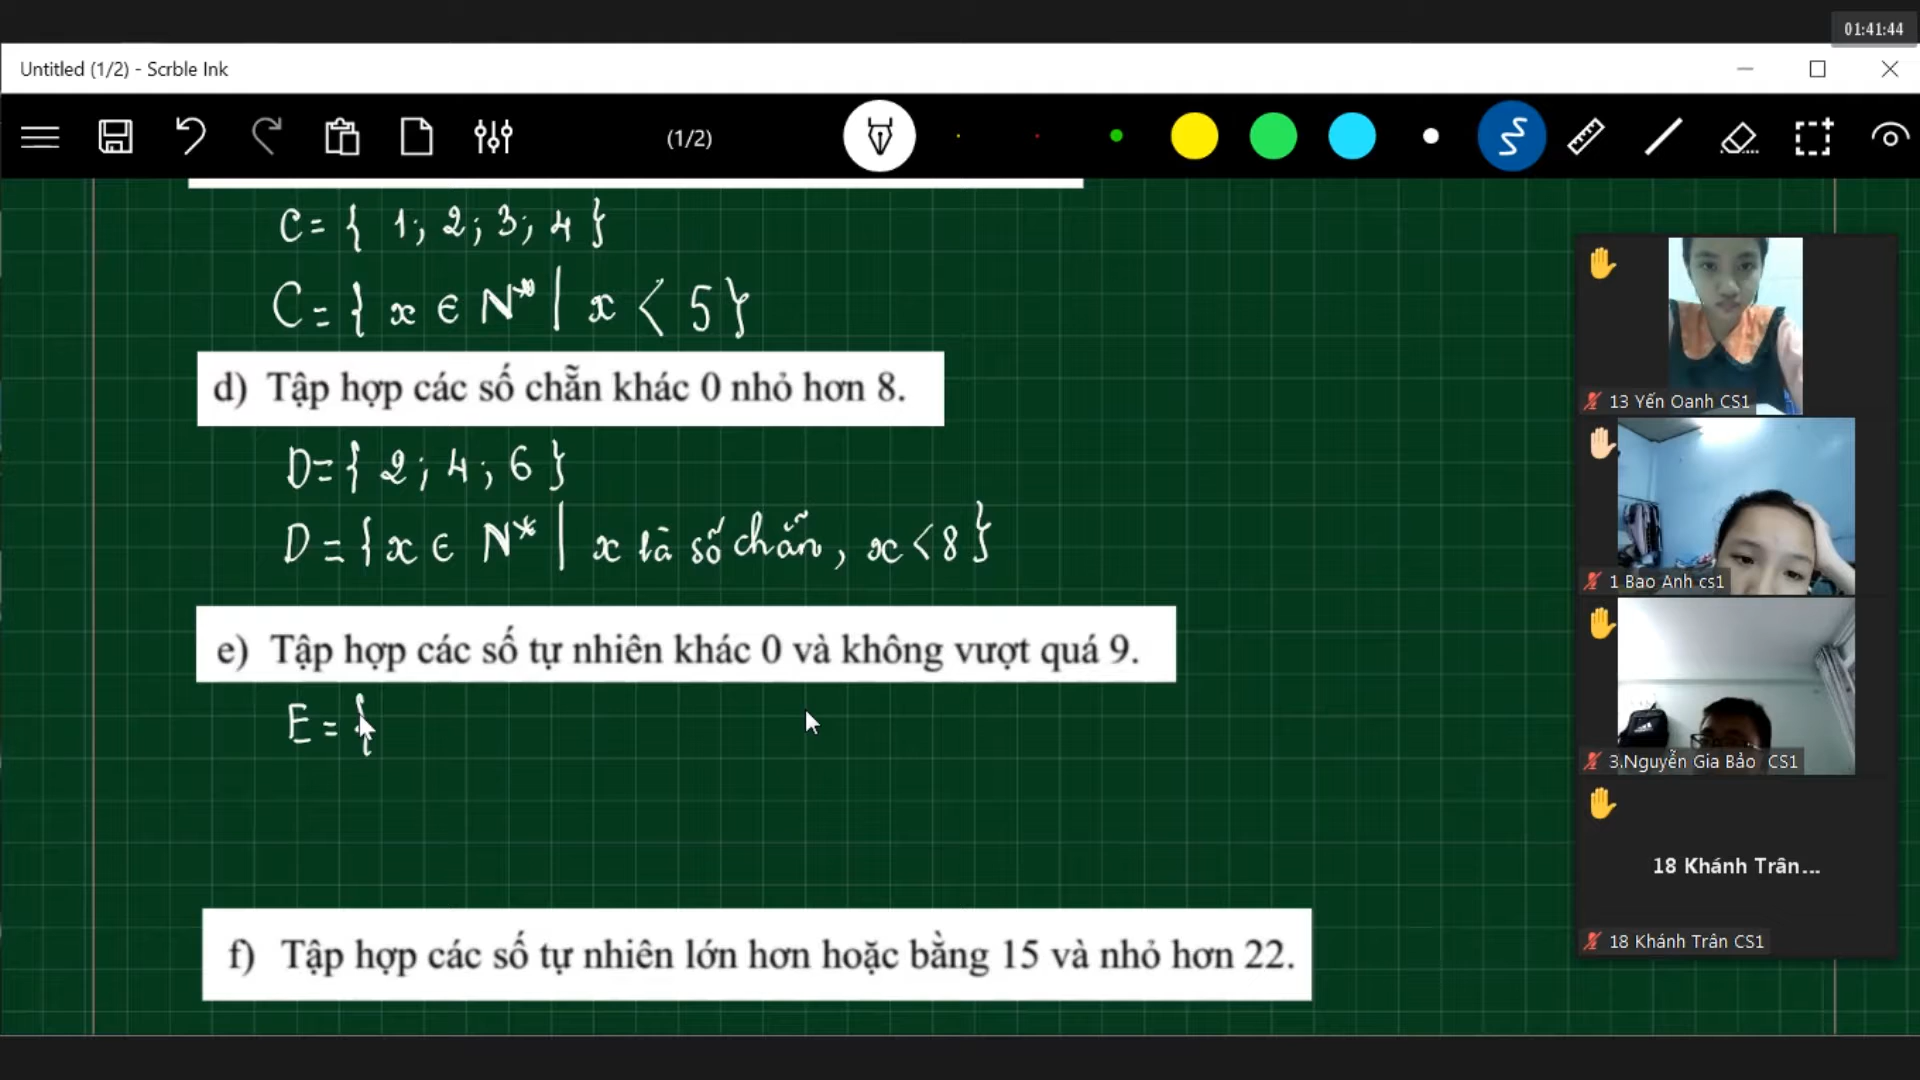 01:41:44
Untitled (1/2) - Scrble Ink
(1/2)
C = { 1; 2; 3; 4 }
C = { x ∈ N* | x < 5 }
d) Tập hợp các số chẵn khác 0 nhỏ hơn 8.
D = { 2; 4; 6 }
D = { x ∈ N* | x là số chẵn, x < 8 }
e) Tập hợp các số tự nhiên khác 0 và không vượt quá 9.
E = {
f) Tập hợp các số tự nhiên lớn hơn hoặc bằng 15 và nhỏ hơn 22.
13 Yến Oanh CS1
1 Bao Anh cs1
3.Nguyễn Gia Bảo CS1
18 Khánh Trân...
18 Khánh Trân CS1